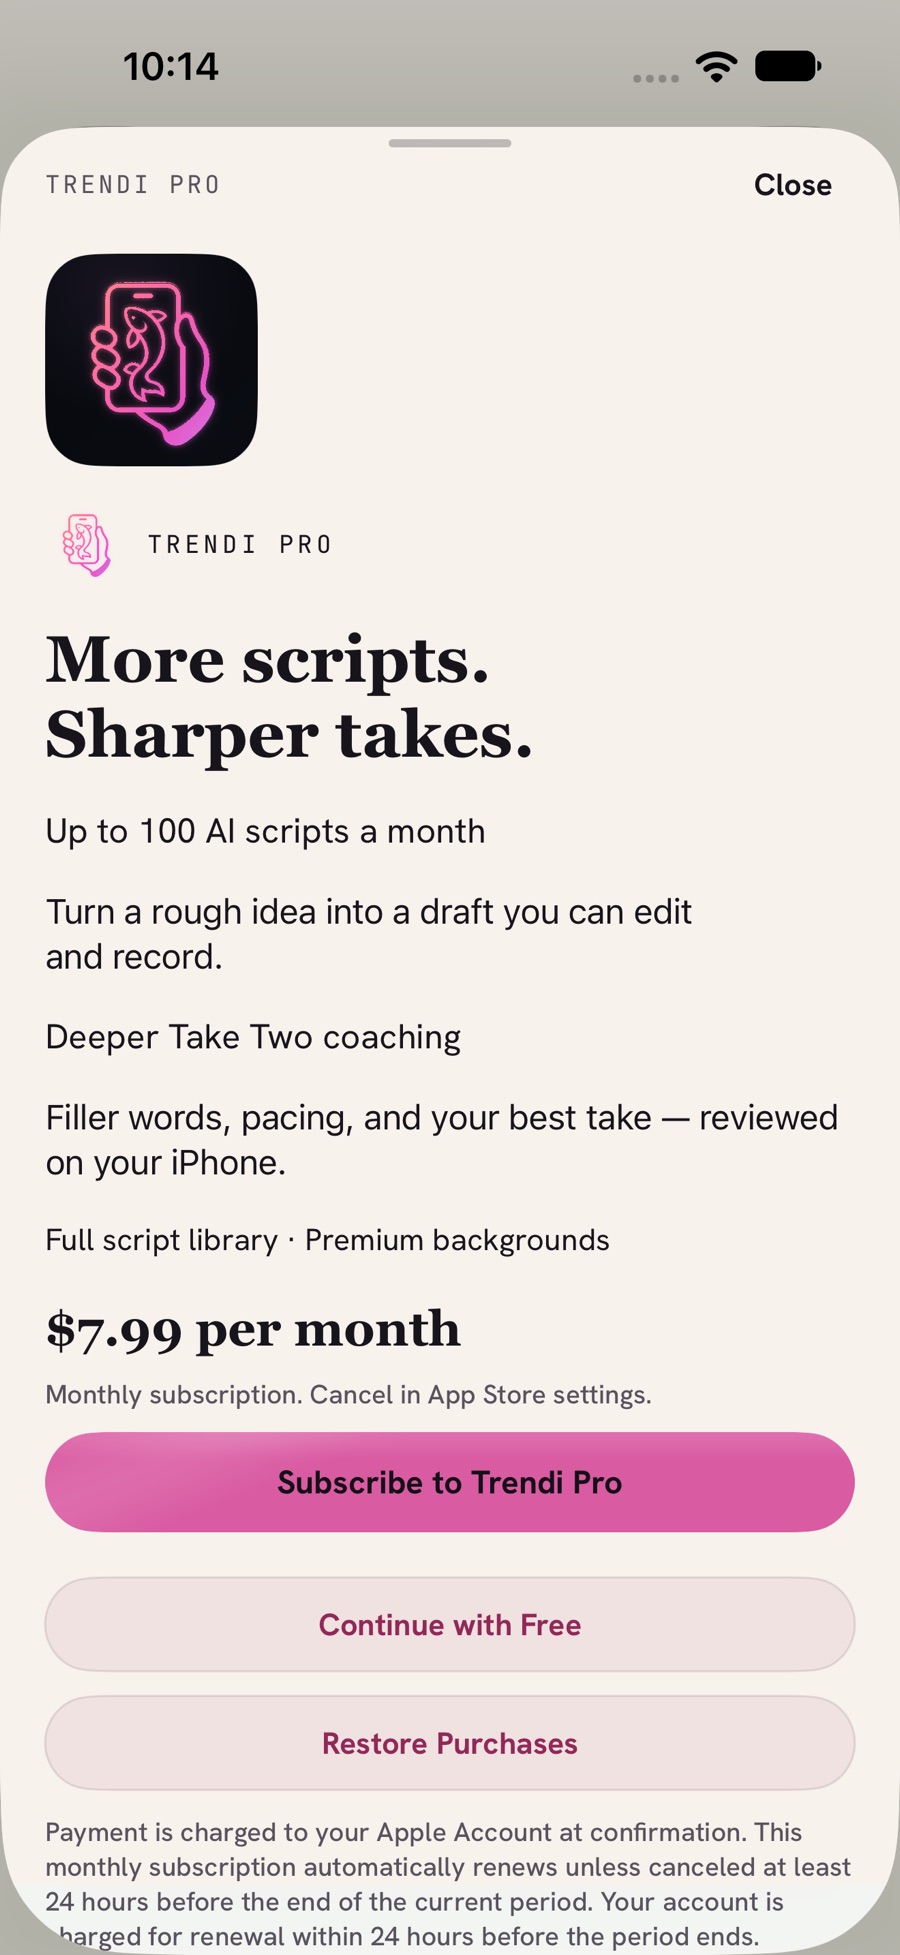 10:14
TRENDI PRO
Close
TRENDI PRO
More scripts.
Sharper takes.
Up to 100 AI scripts a month
Turn a rough idea into a draft you can edit
and record.
Deeper Take Two coaching
Filler words, pacing, and your best take — reviewed
on your iPhone.
Full script library · Premium backgrounds
$7.99 per month
Monthly subscription. Cancel in App Store settings.
Subscribe to Trendi Pro
Continue with Free
Restore Purchases
Payment is charged to your Apple Account at confirmation. This
monthly subscription automatically renews unless canceled at least
24 hours before the end of the current period. Your account is
charged for renewal within 24 hours before the period ends.